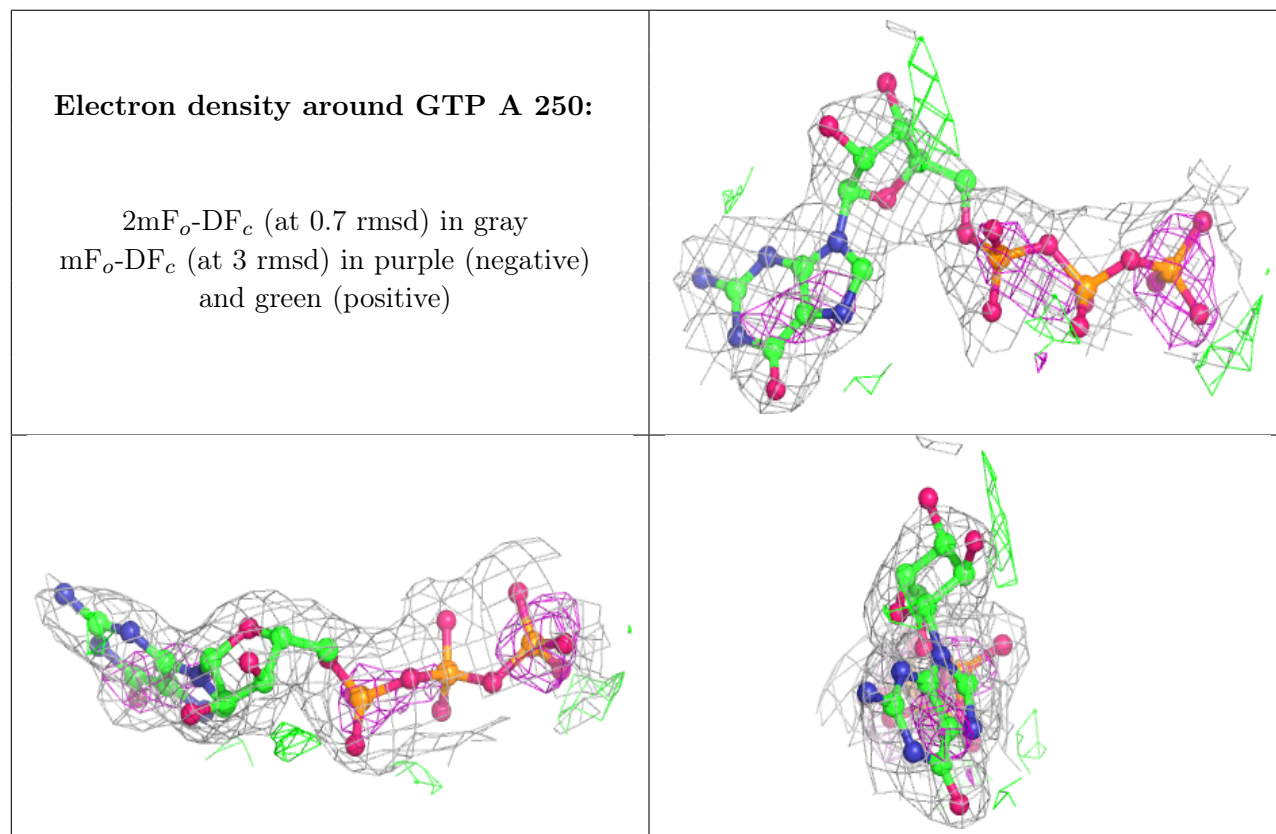 Electron density around GTP A 250:
2mFo-DFc (at 0.7 rmsd) in gray
mFo-DFc (at 3 rmsd) in purple (negative)
and green (positive)